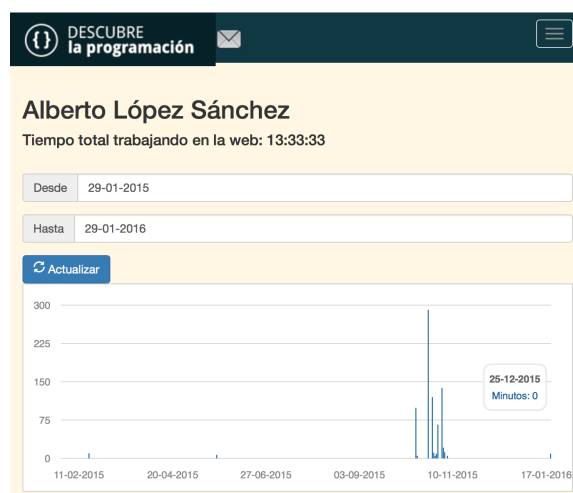 { } DESCUBRE
la programación
Alberto López Sánchez
Tiempo total trabajando en la web: 13:33:33
Desde 29-01-2015
Hasta 29-01-2016
Actualizar
300
225
150
75
0
25-12-2015
Minutos: 0
11-02-2015 20-04-2015 27-06-2015 03-09-2015 10-11-2015 17-01-2016